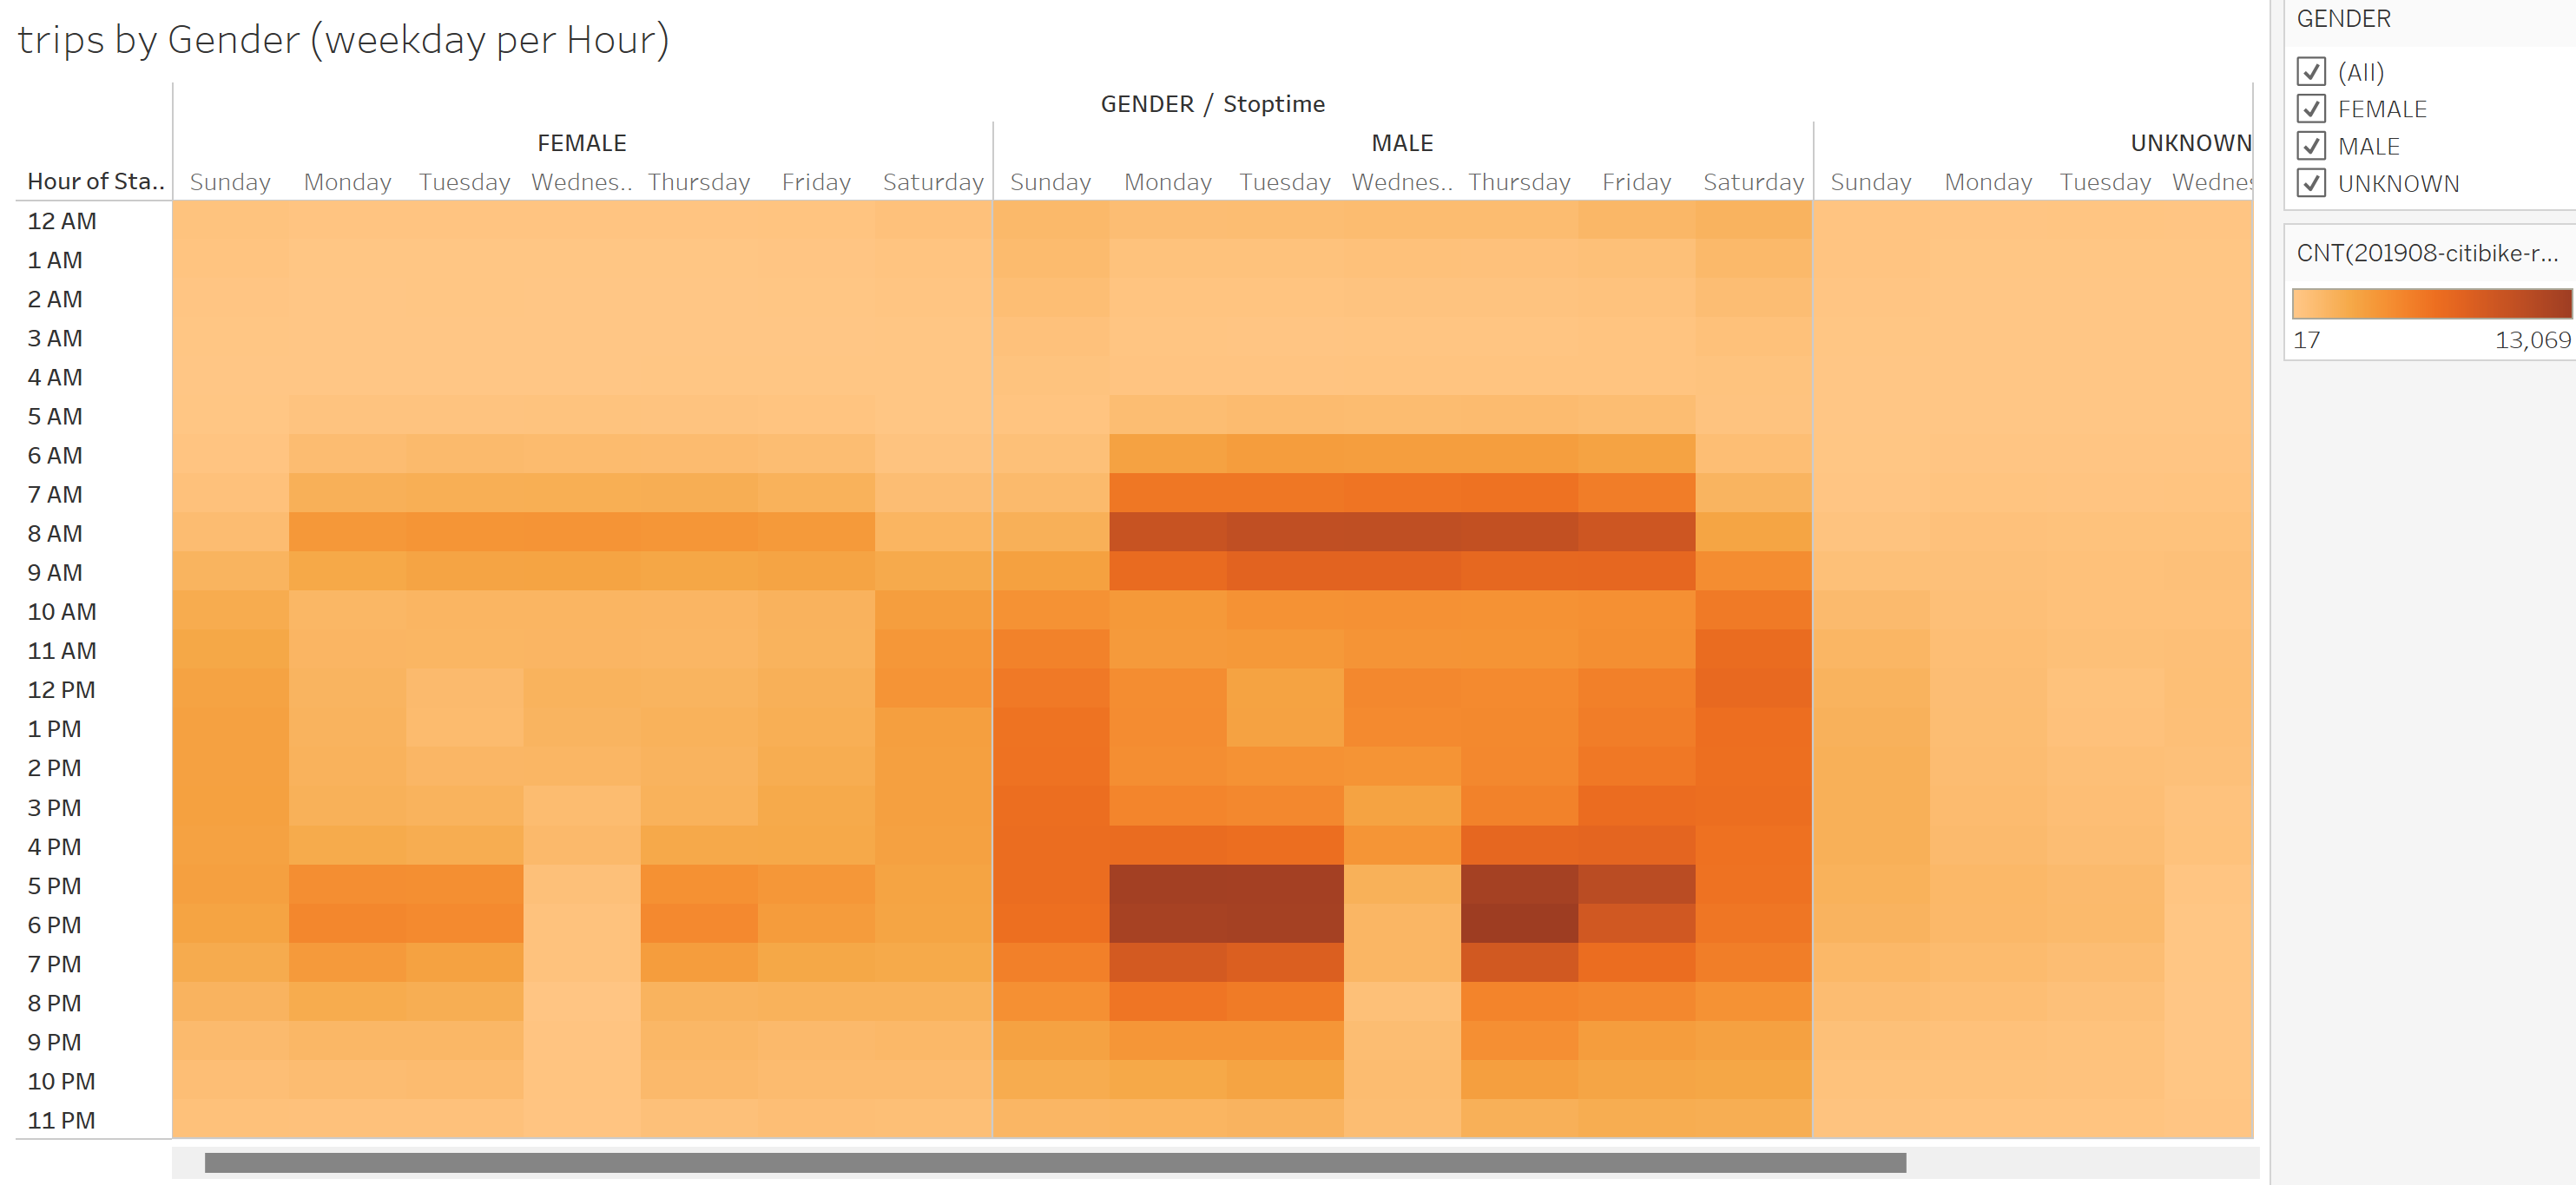 trips by Gender (weekday per Hour)
GENDER / Stoptime
FEMALE MALE UNKNOWN
Hour of Sta.. Sunday Monday Tuesday Wednes.. Thursday Friday Saturday Sunday Monday Tuesday Wednes.. Thursday Friday Saturday Sunday Monday Tuesday Wednes
12 AM
1 AM
2 AM
3 AM
4 AM
5 AM
6 AM
7 AM
8 AM
9 AM
10 AM
11 AM
12 PM
1 PM
2 PM
3 PM
4 PM
5 PM
6 PM
7 PM
8 PM
9 PM
10 PM
11 PM
GENDER
(All)
FEMALE
MALE
UNKNOWN
CNT(201908-citibike-r...
17 13,069